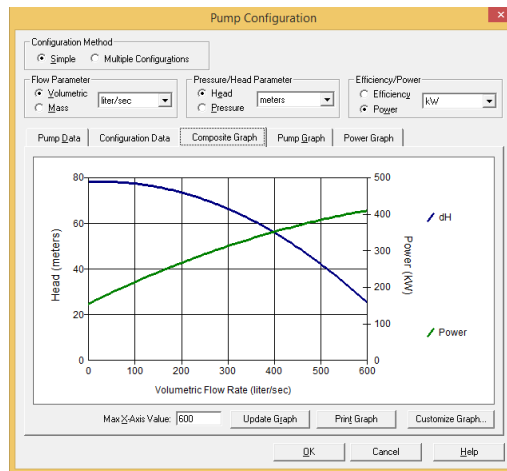 Pump Configuration
Configuration Method
Simple Multiple Configurations
Flow Parameter Pressure/Head Parameter Efficiency/Power
Volumetric liter/sec Head meters Efficiency kW
Mass Pressure Power
Pump Data Configuration Data Composite Graph Pump Graph Power Graph
80 500
60 400
40 300
20 200
0 100
0
Head (meters)
Power (kW)
dH
Power
0 100 200 300 400 500 600
Volumetric Flow Rate (liter/sec)
Max X-Axis Value: 600 Update Graph Print Graph Customize Graph...
OK Cancel Help